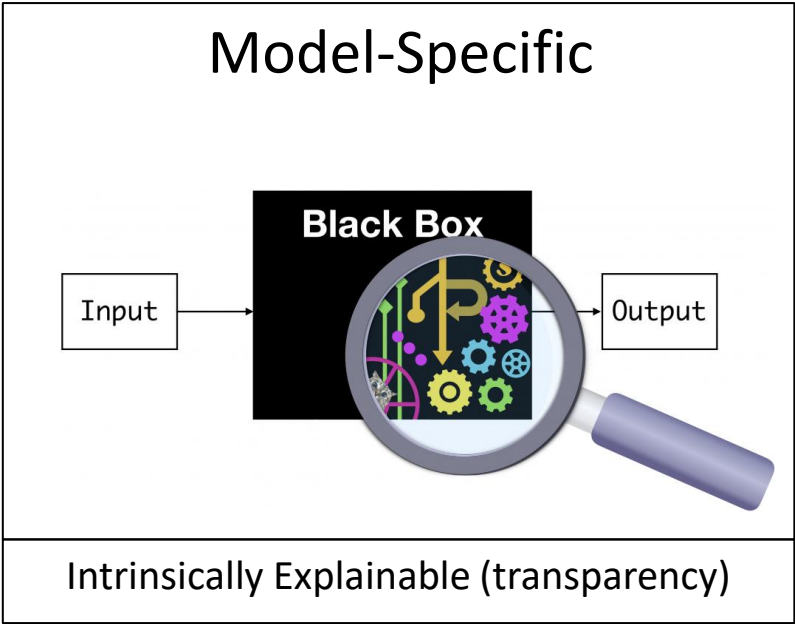 Model-Specific
Black Box
Input
Output
Intrinsically Explainable (transparency)